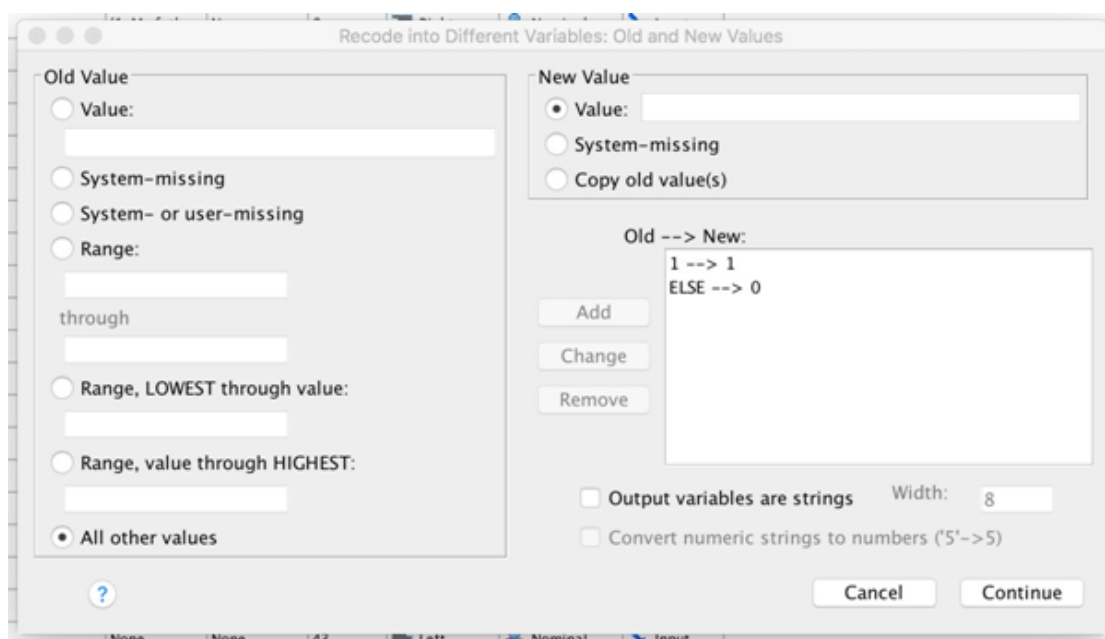 Recode into Different Variables: Old and New Values
Old Value
Value:
System-missing
System- or user-missing
Range:
through
Range, LOWEST through value:
Range, value through HIGHEST:
All other values
?
New Value
Value:
System-missing
Copy old value(s)
Old --> New:
1 --> 1
ELSE --> 0
Add
Change
Remove
Output variables are strings
Width:
8
Convert numeric strings to numbers ('5'->5)
Cancel
Continue
None None 43 Left Nominal Input